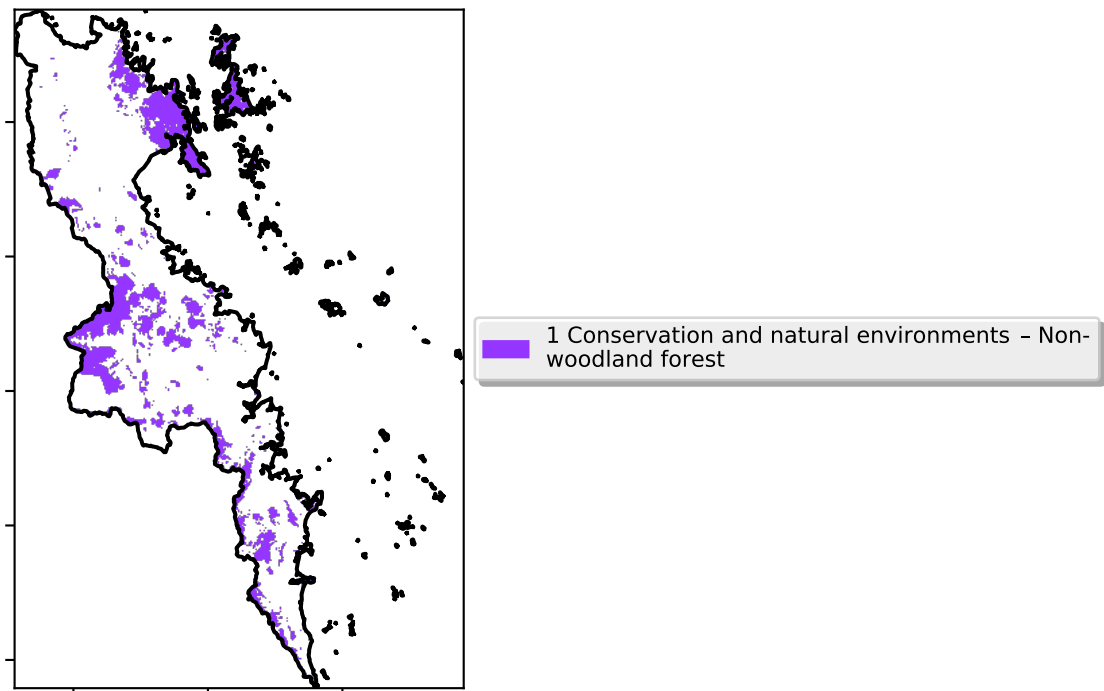 1 Conservation and natural environments – Non-
woodland forest